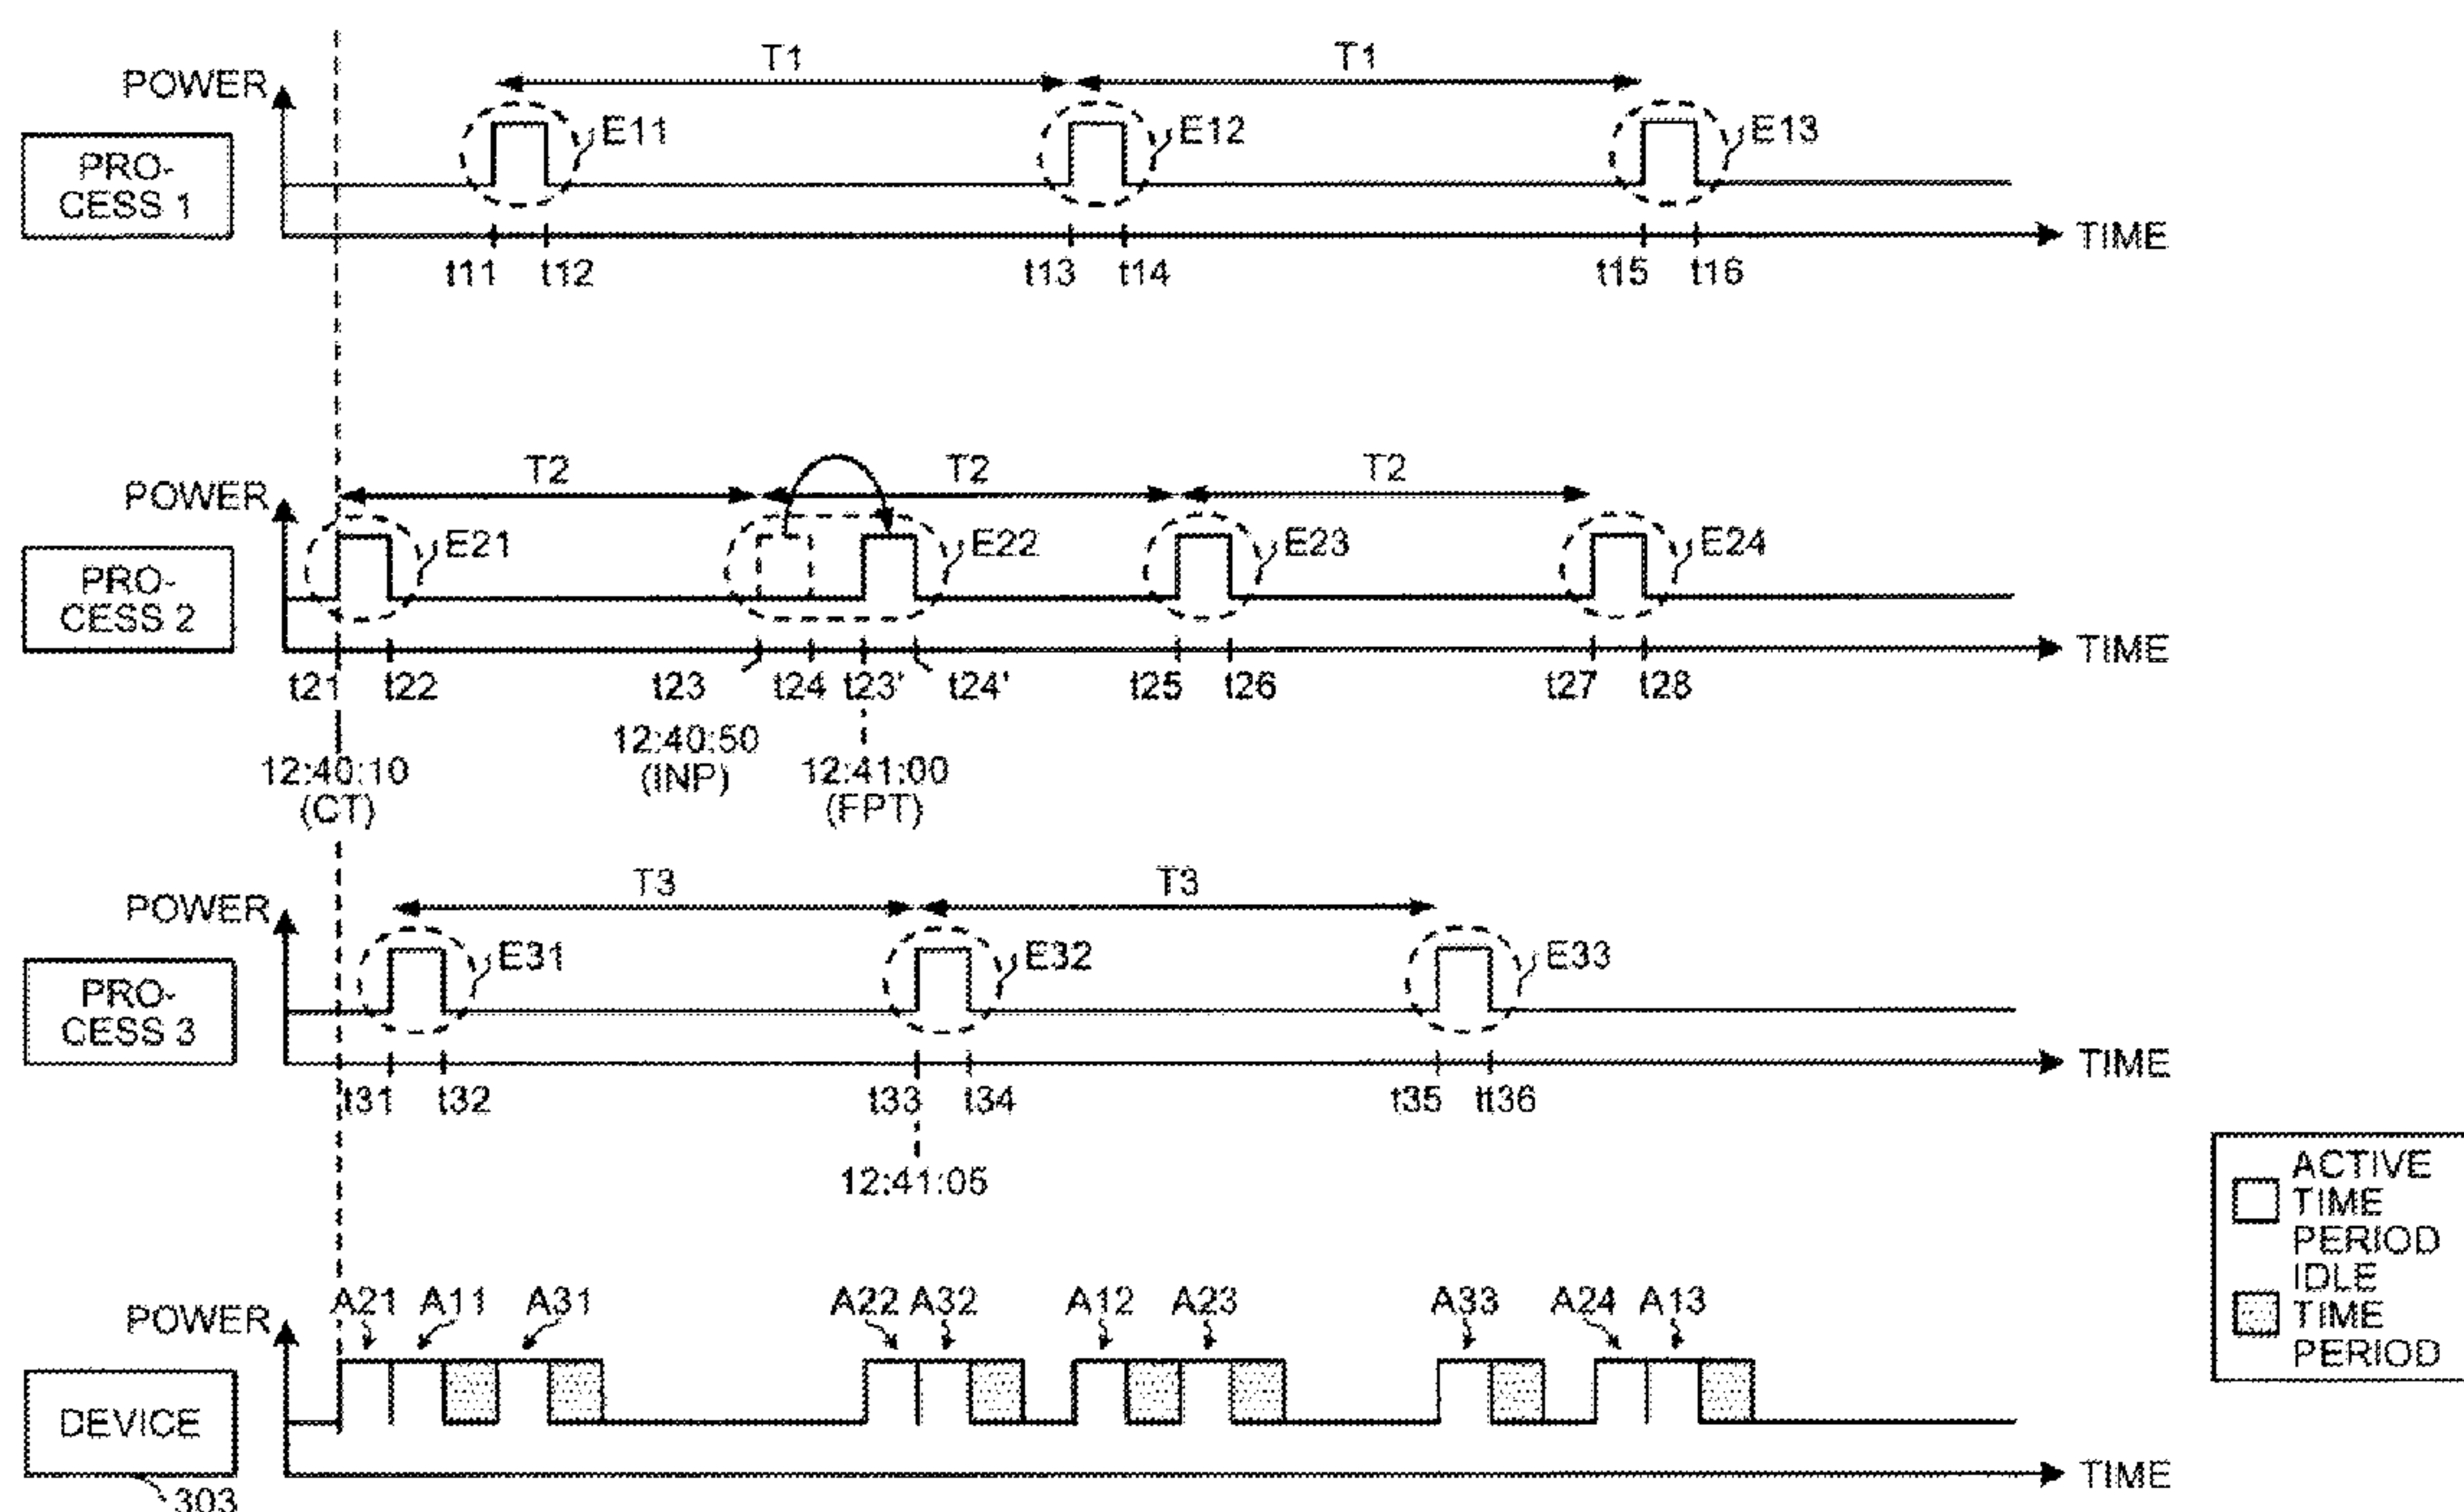 T1 T1
POWER
E11 E12 E13
PRO-
CESS 1
TIME
t11 t12 t13 t14 t15 t16
T2 T2 T2
POWER
E21 E22 E23 E24
PRO-
CESS 2
TIME
t21 t22 t23 t24 t23' t24' t25 t26 t27 t28
12:40:50
(INP)
12:40:10
(CT)
12:41:00
(FPT)
T3 T3
POWER
E31 E32 E33
PRO-
CESS 3
TIME
t31 t32 t33 t34 t35 tt36
12:41:05
ACTIVE
TIME
PERIOD
IDLE
TIME
PERIOD
A21 A11 A31 A22 A32 A12 A23 A33 A24 A13
POWER
DEVICE
TIME
303